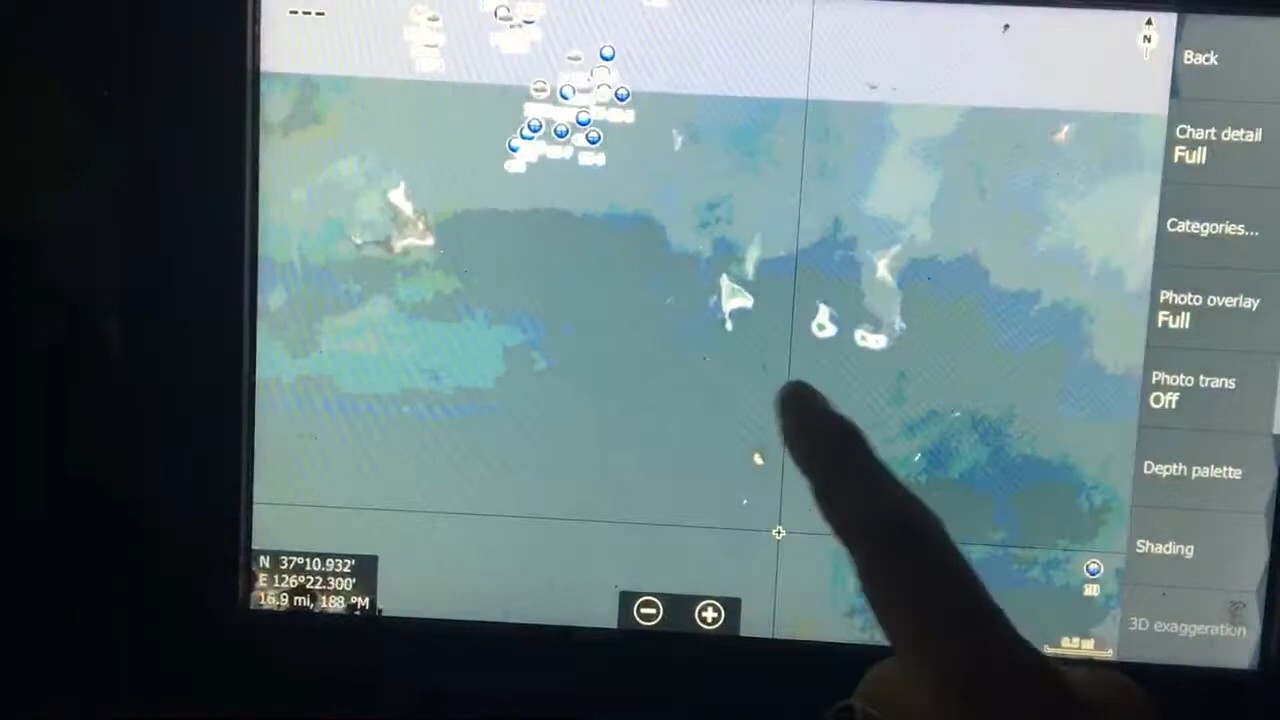 N
Back
Chart detail
Full
Categories...
Photo overlay
Full
Photo trans
Off
Depth palette
Shading
3D exaggeration
N 37°10.932'
E 126°22.300'
16.9 mi, 188 °M